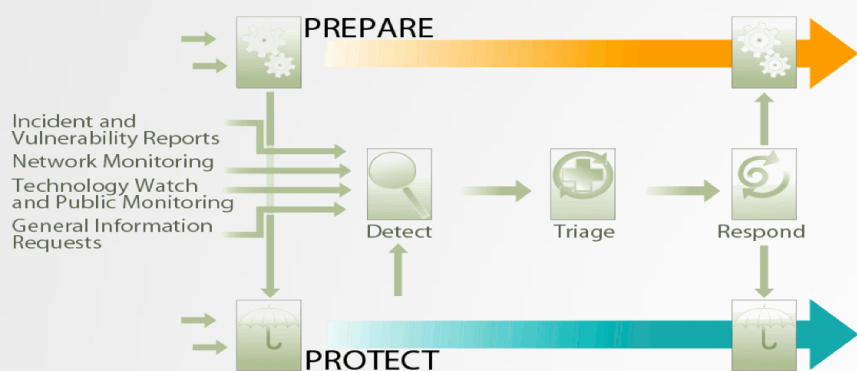 PREPARE
Incident and
Vulnerability Reports
Network Monitoring
Technology Watch
and Public Monitoring
General Information
Requests
Detect
Triage
Respond
PROTECT